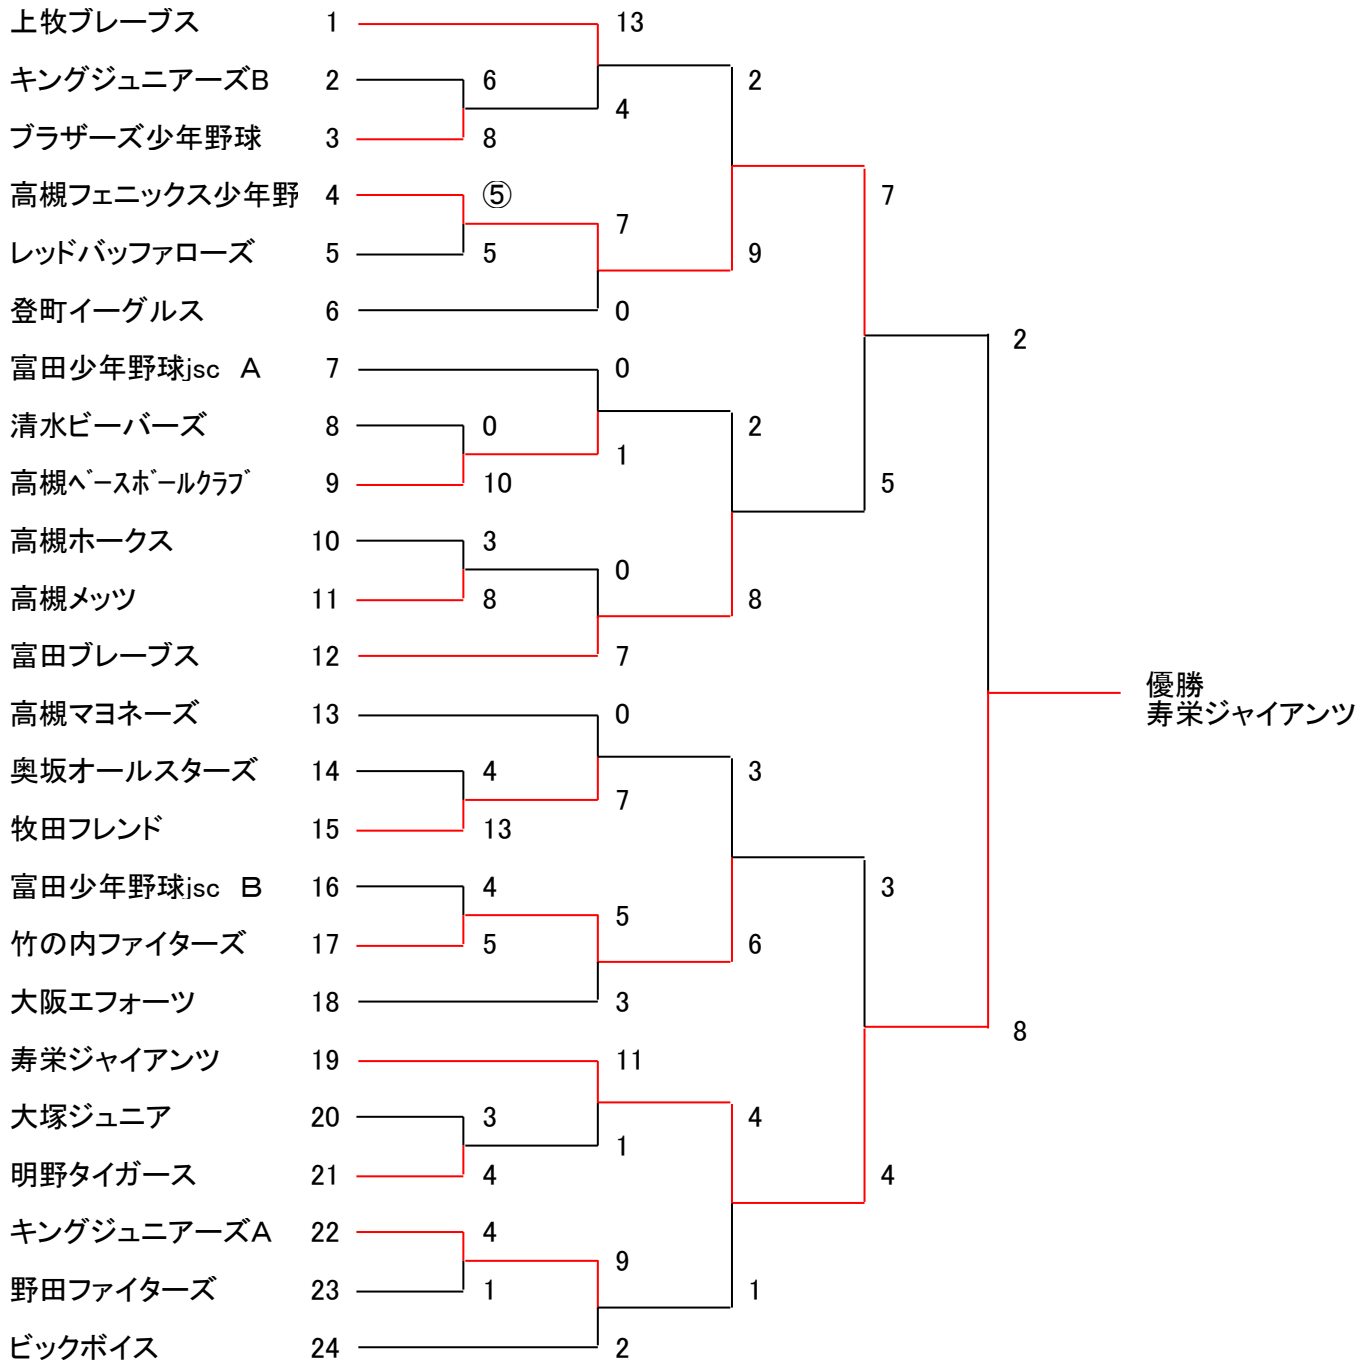 上牧ブレーブス 1 13
キングジュニアーズB 2 6 2
4
ブラザーズ少年野球 3 8
高槻フェニックス少年野 4 ⑤ 7
7
レッドバッファローズ 5 5 9
登町イーグルス 6 0
2
富田少年野球jsc A 7 0
清水ビーバーズ 8 0 2
1
高槻ベースボールクラブ 9 10 5
高槻ホークス 10 3
0
高槻メッツ 11 8 8
富田ブレーブス 12 7
優勝
高槻マヨネーズ 13 0 寿栄ジャイアンツ
奥坂オールスターズ 14 4 3
7
牧田フレンド 15 13
富田少年野球jsc B 16 4 3
5
竹の内ファイターズ 17 5 6
大阪エフォーツ 18 3
8
寿栄ジャイアンツ 19 11
大塚ジュニア 20 3 4
1
明野タイガース 21 4 4
キングジュニアーズA 22 4
9
野田ファイターズ 23 1 1
ビックボイス 24 2